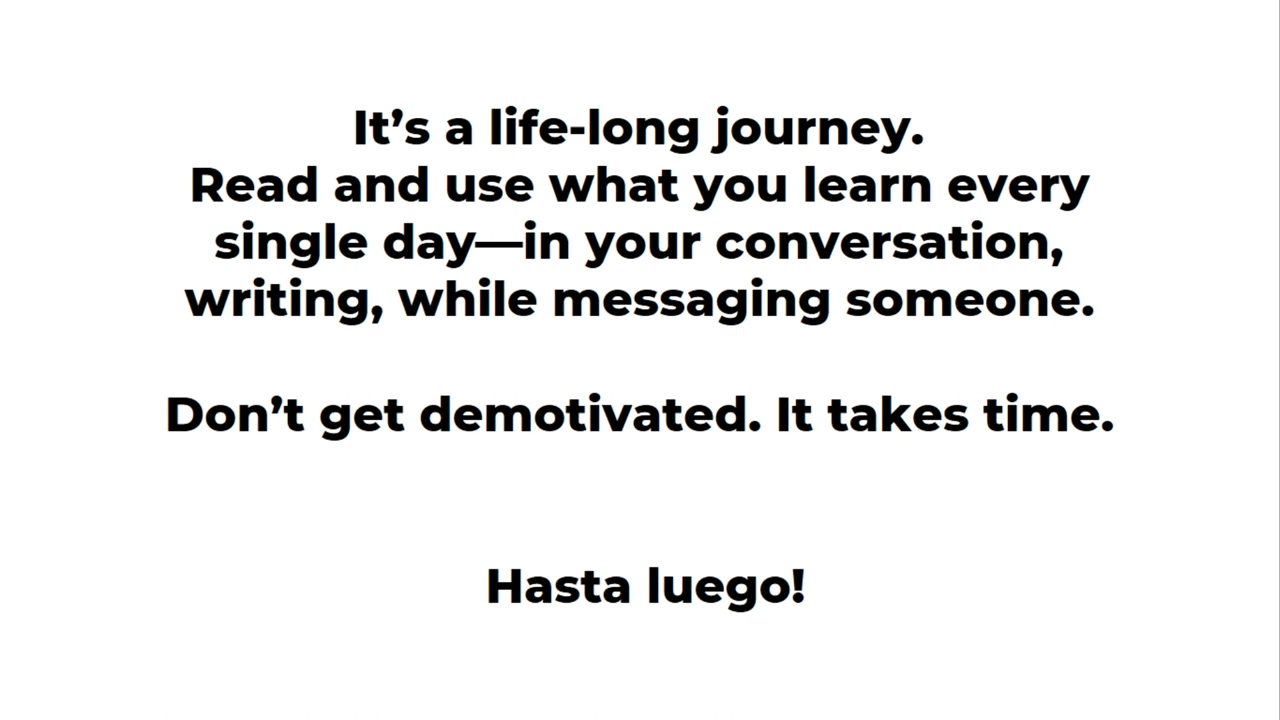 It’s a life-long journey.
Read and use what you learn every
single day—in your conversation,
writing, while messaging someone.
Don’t get demotivated. It takes time.
Hasta luego!